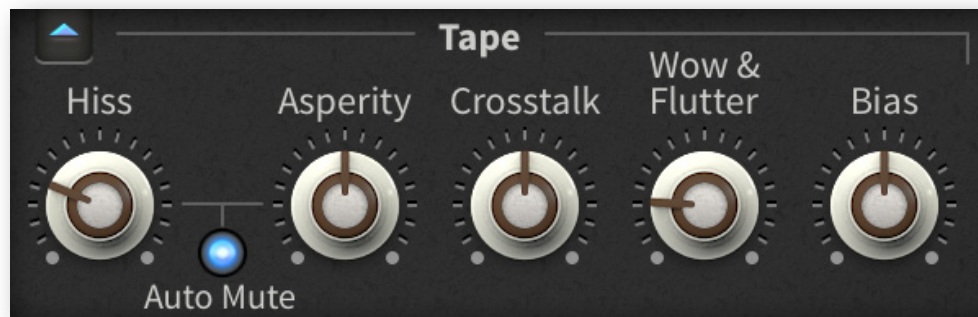 Tape
Hiss
Asperity
Crosstalk
Wow &
Flutter
Bias
Auto Mute